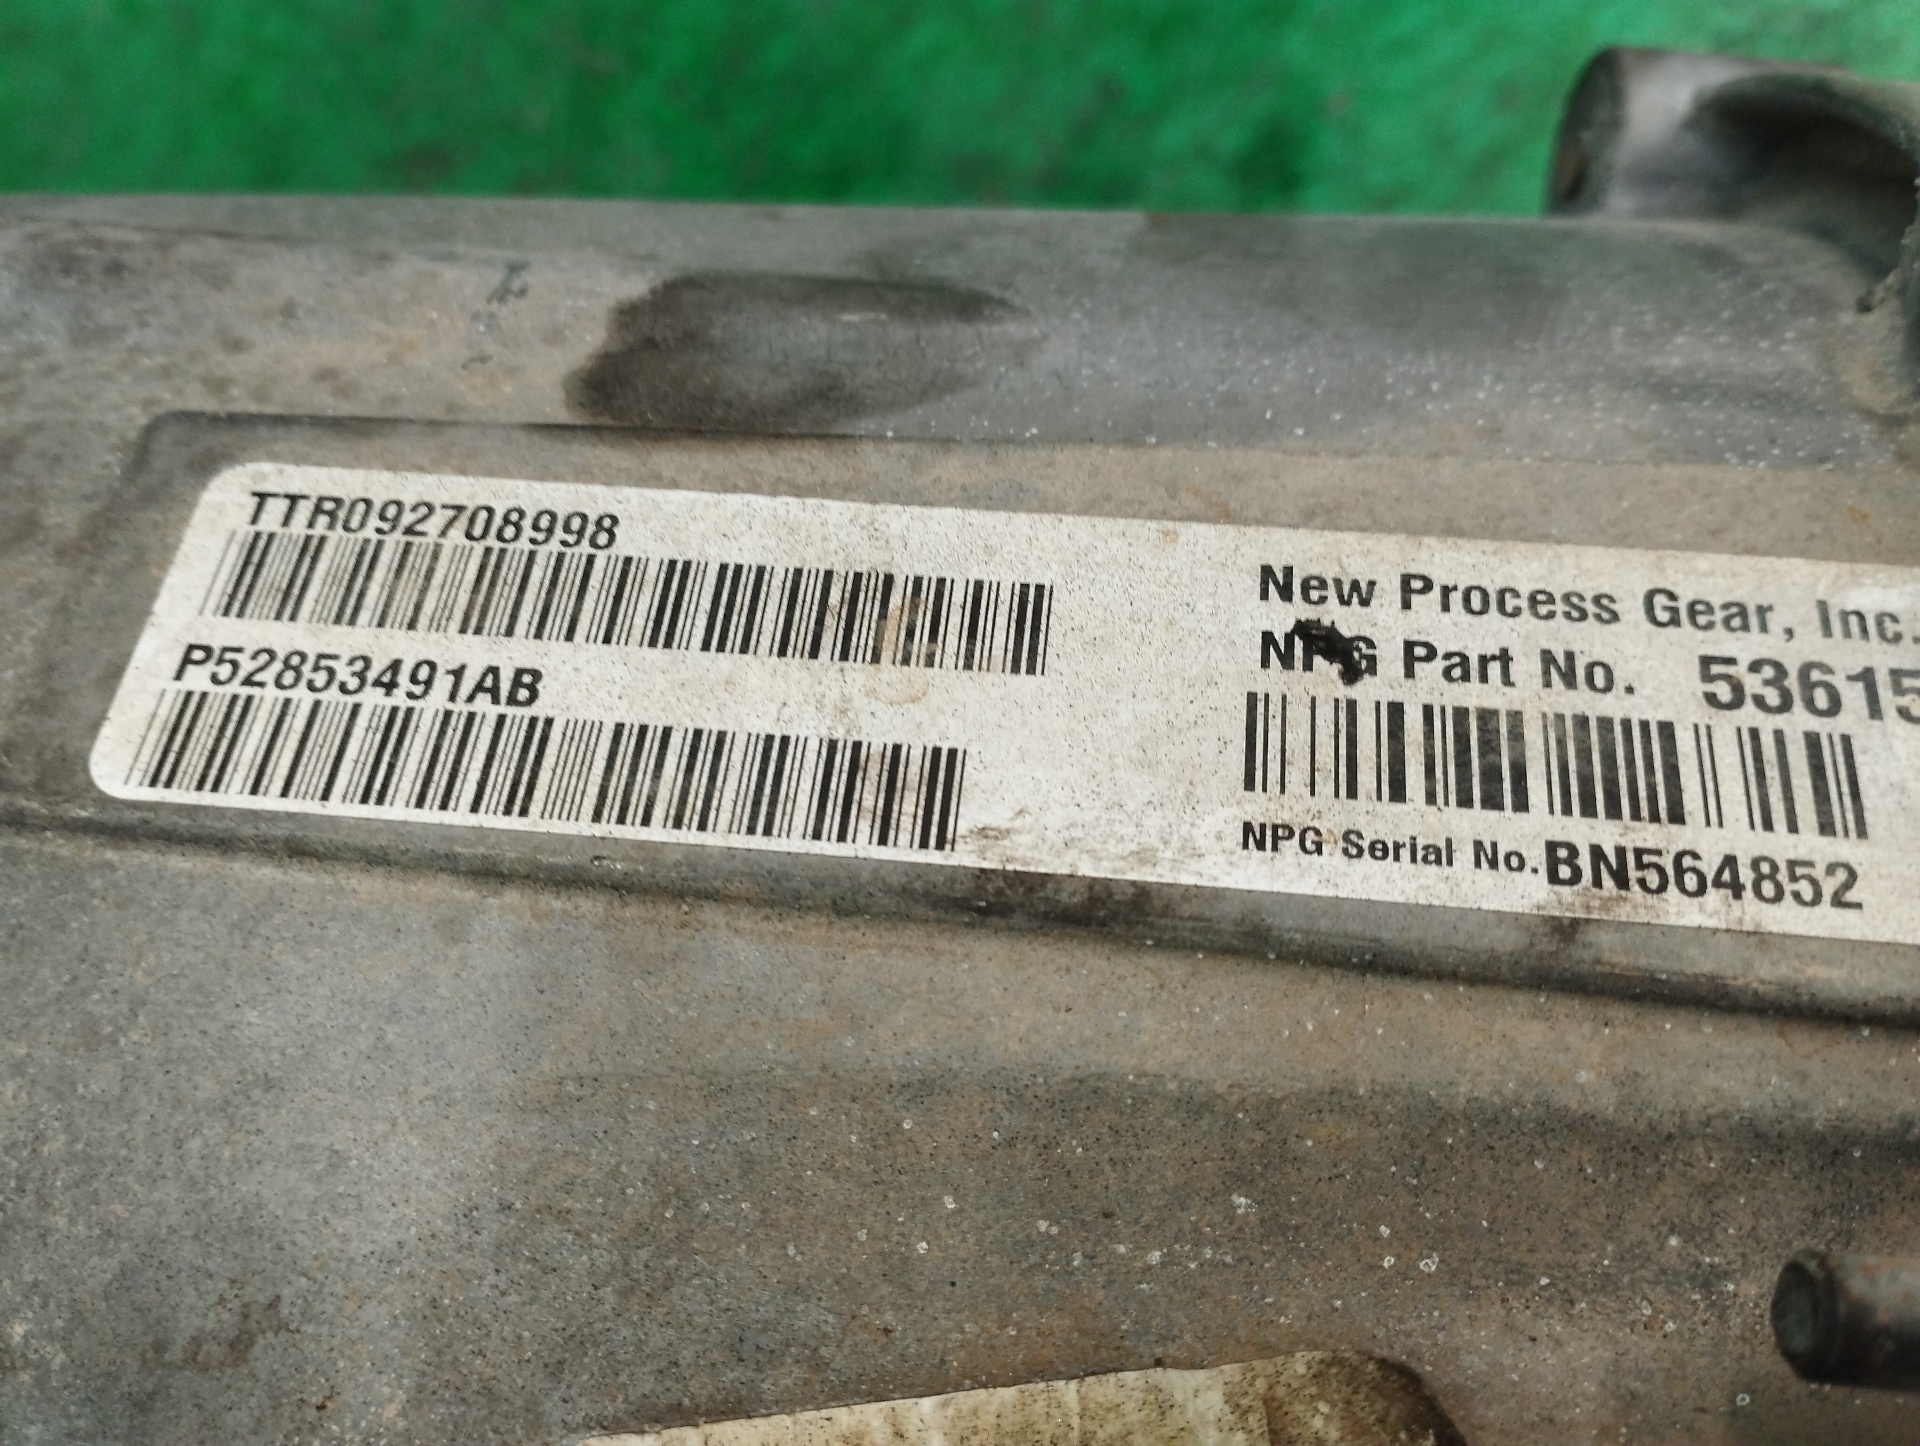 TTR092708998
P52853491AB
New Process Gear, Inc.
NPG Part No. 53615
NPG Serial No. BN564852